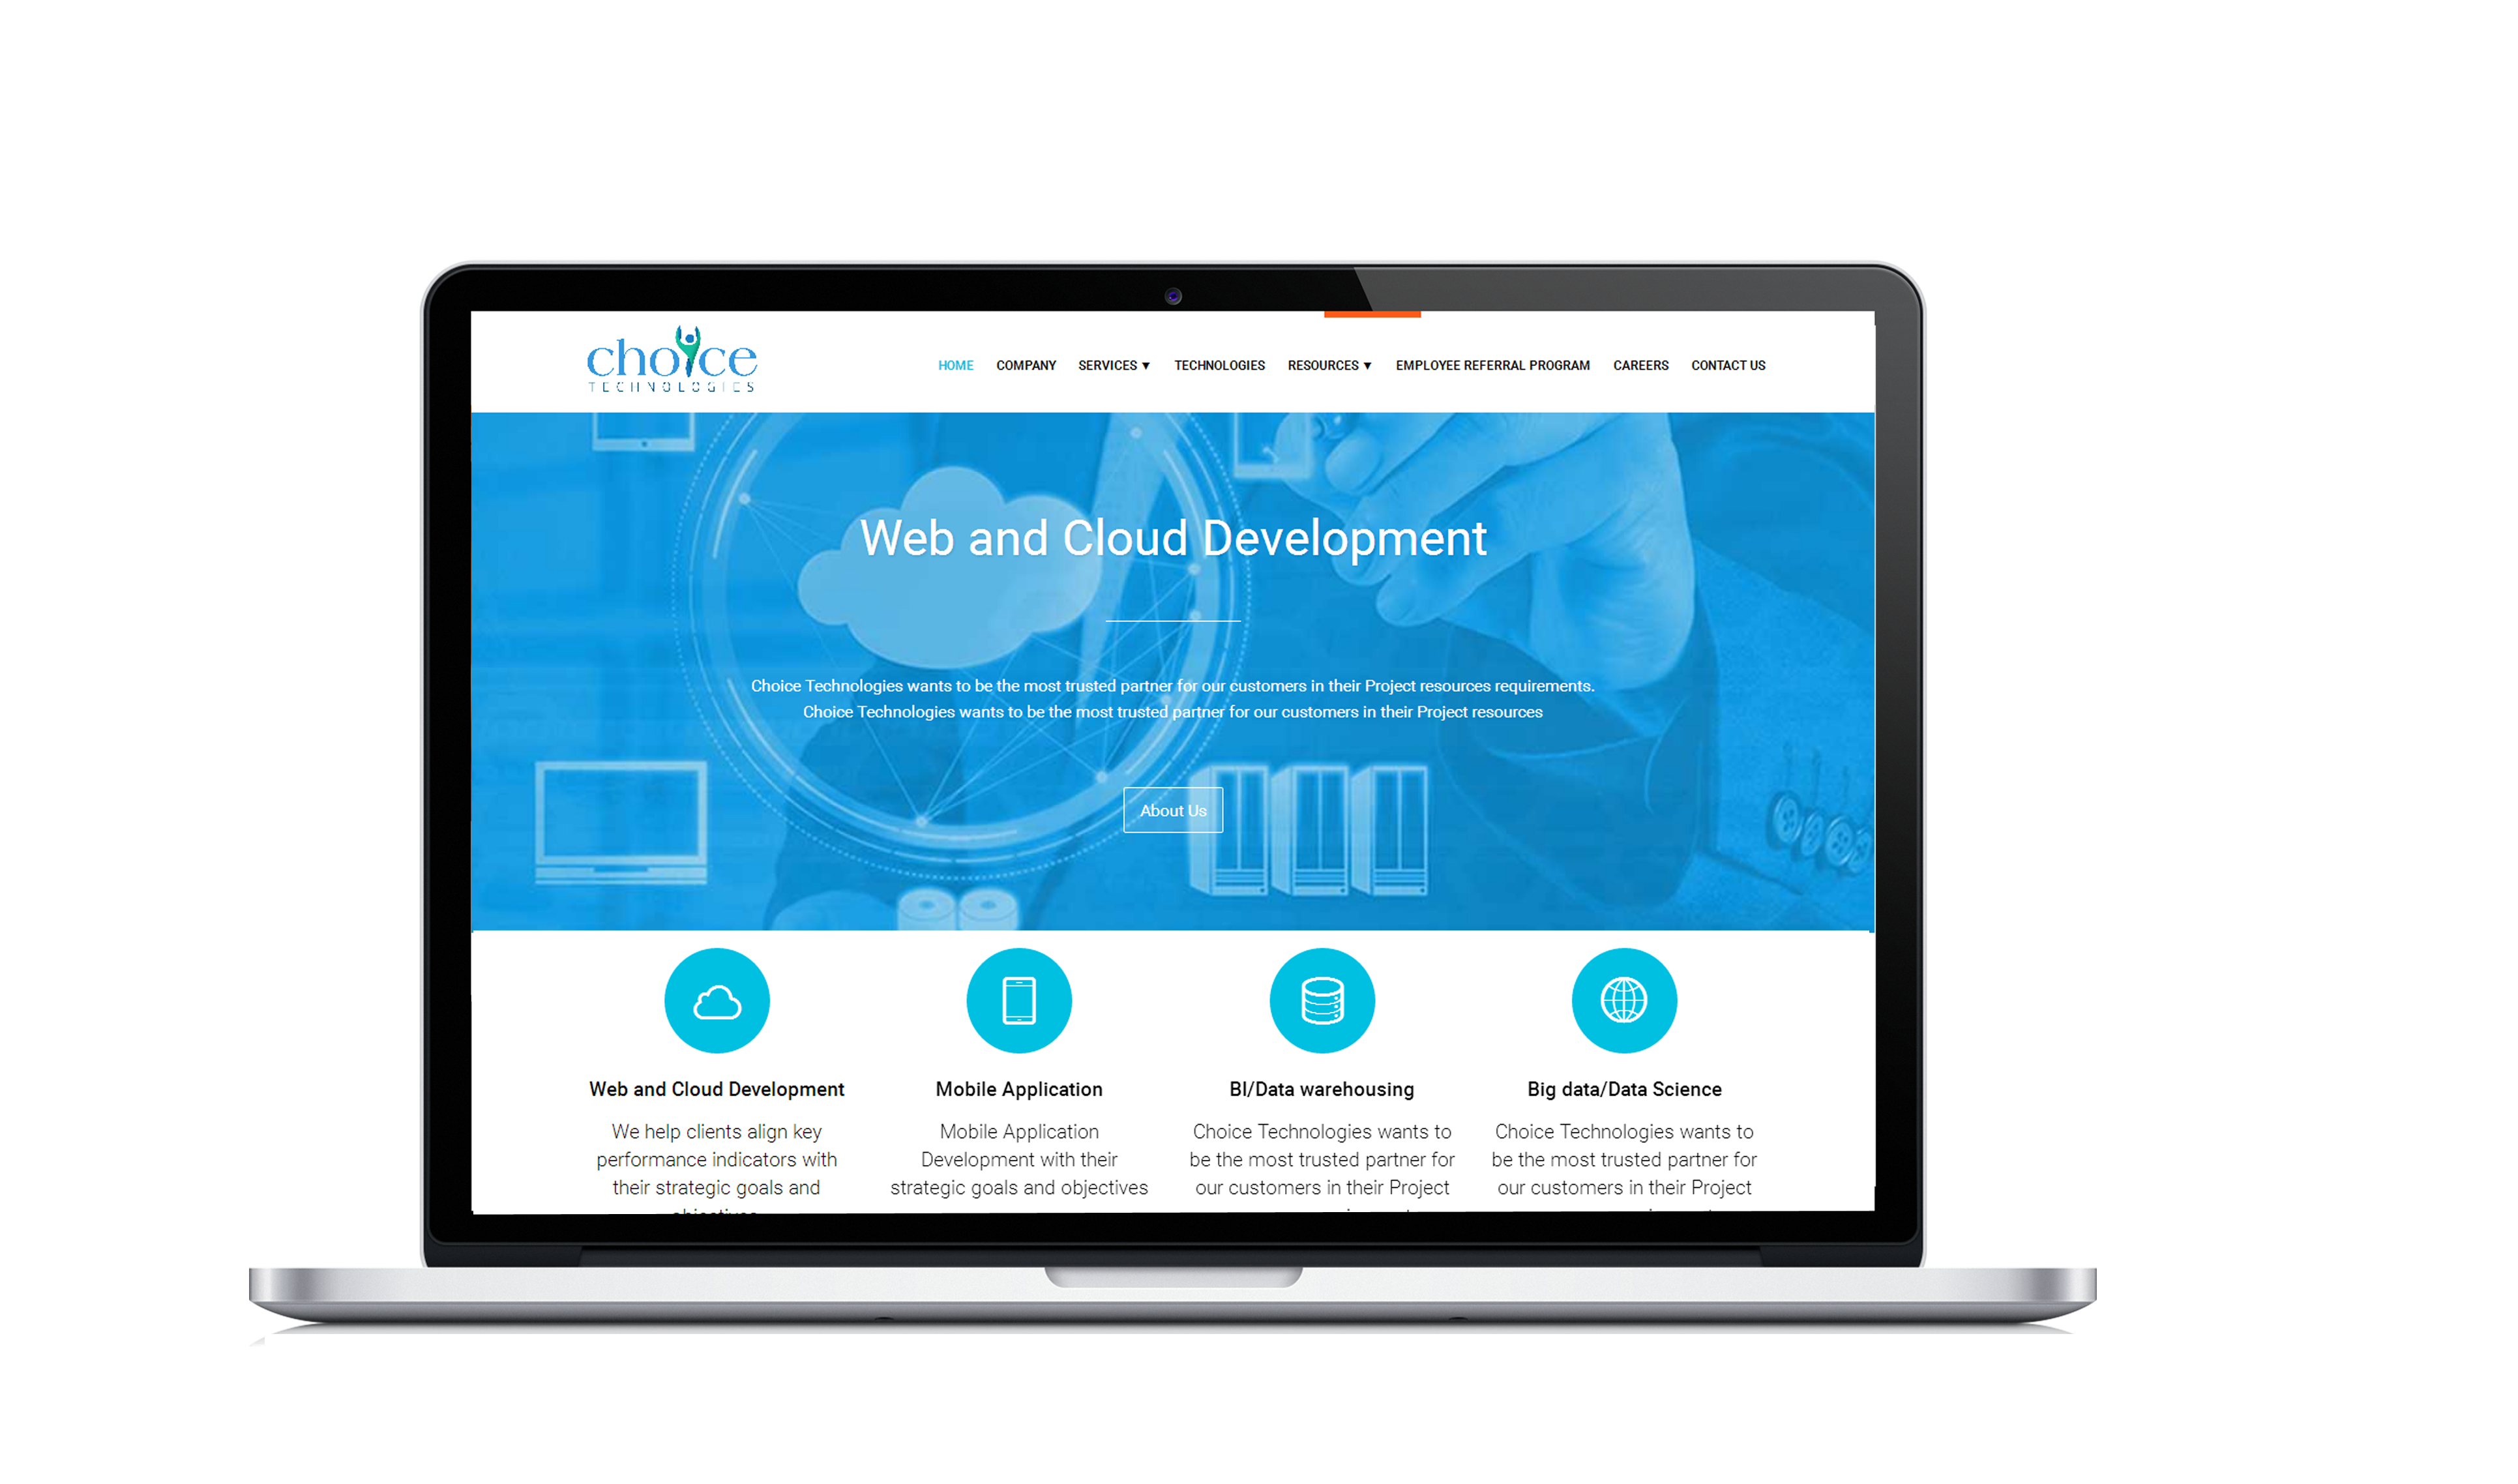 choice
TECHNOLOGIES
HOME COMPANY SERVICES ▼ TECHNOLOGIES RESOURCES ▼ EMPLOYEE REFERRAL PROGRAM CAREERS CONTACT US
Web and Cloud Development
Choice Technologies wants to be the most trusted partner for our customers in their Project resources requirements.
Choice Technologies wants to be the most trusted partner for our customers in their Project resources
About Us
Web and Cloud Development
We help clients align key
performance indicators with
their strategic goals and
Mobile Application
Mobile Application
Development with their
strategic goals and objectives
BI/Data warehousing
Choice Technologies wants to
be the most trusted partner for
our customers in their Project
Big data/Data Science
Choice Technologies wants to
be the most trusted partner for
our customers in their Project